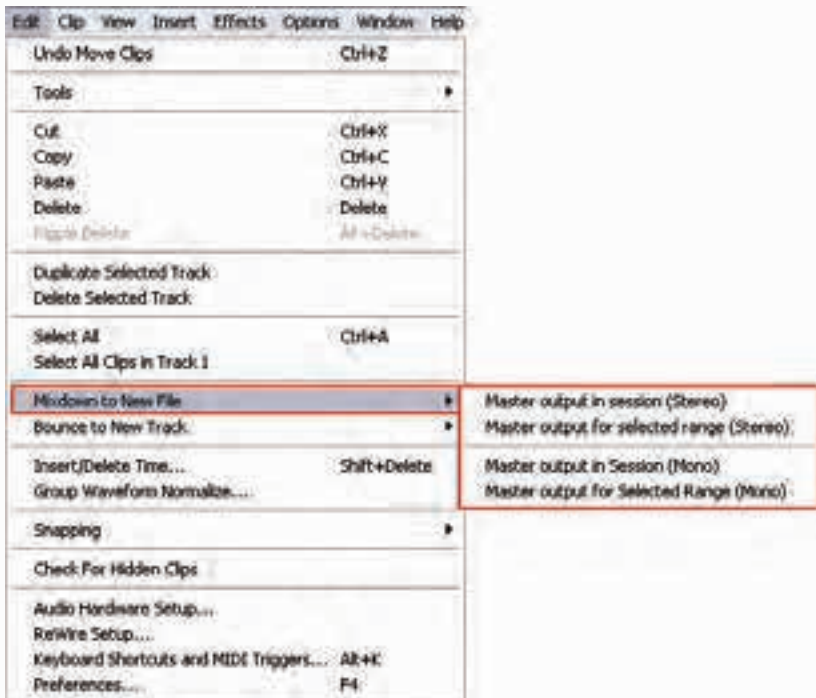 Edit Clip View Insert Effects Options Window Help
Undo Move Clips Ctrl+Z
Tools
Cut Ctrl+X
Copy Ctrl+C
Paste Ctrl+V
Delete Delete
Ripple Delete Alt+Delete
Duplicate Selected Track
Delete Selected Track
Select All Ctrl+A
Select All Clips in Track 1
Mixdown to New File
Master output in session (Stereo)
Bounce to New Track
Master output for selected range (Stereo)
Insert/Delete Time... Shift+Delete
Master output in Session (Mono)
Group Waveform Normalize....
Master output for Selected Range (Mono)
Snapping
Check For Hidden Clips
Audio Hardware Setup...
ReWire Setup....
Keyboard Shortcuts and MIDI Triggers... Alt+K
Preferences.... F4